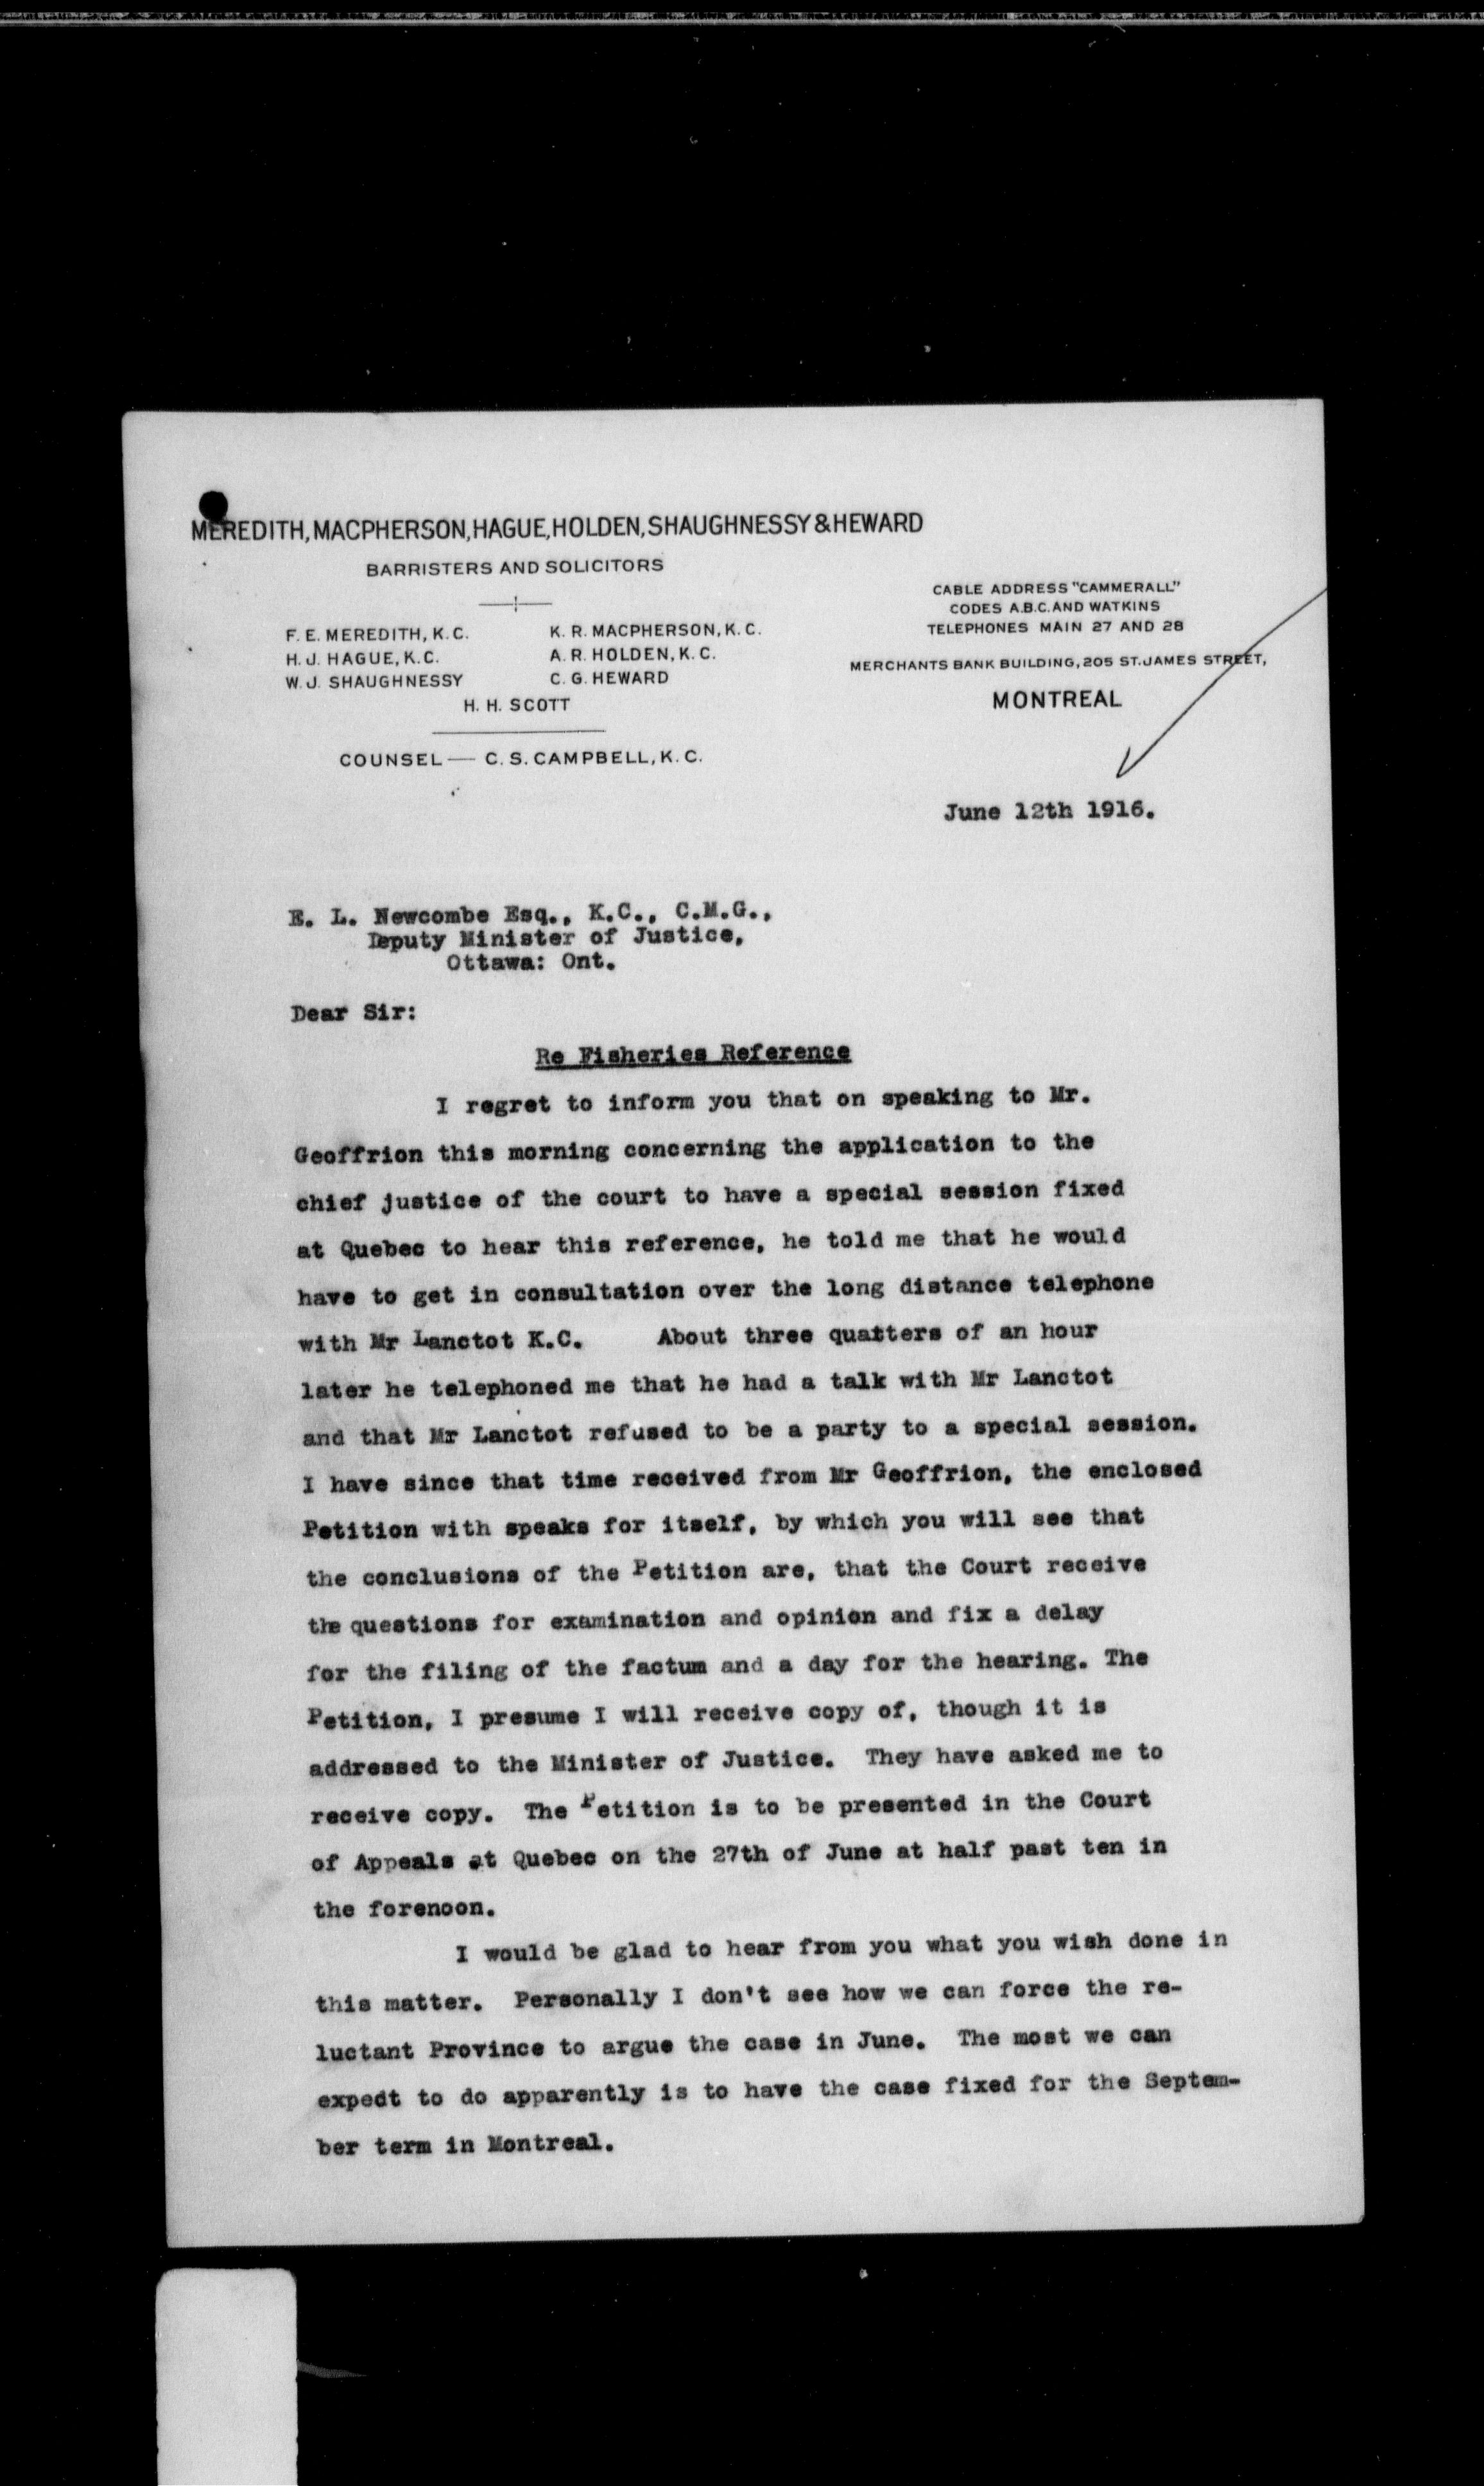 MEREDITH, MACPHERSON, HAGUE, HOLDEN, SHAUGHNESSY & HEWARD
BARRISTERS AND SOLICITORS
F. E. MEREDITH, K. C. K. R. MACPHERSON, K. C.
H. J. HAGUE, K. C. A. R. HOLDEN, K. C.
W. J. SHAUGHNESSY C. G. HEWARD
H. H. SCOTT
COUNSEL — C. S. CAMPBELL, K. C.
CABLE ADDRESS "CAMMERALL"
CODES A.B.C. AND WATKINS
TELEPHONES MAIN 27 AND 28
MERCHANTS BANK BUILDING, 205 ST. JAMES STREET,
MONTREAL
June 12th 1916.
E. L. Newcombe Esq., K.C., C.M.G.,
Deputy Minister of Justice,
Ottawa: Ont.
Dear Sir:
Re Fisheries Reference
I regret to inform you that on speaking to Mr.
Geoffrion this morning concerning the application to the
chief justice of the court to have a special session fixed
at Quebec to hear this reference, he told me that he would
have to get in consultation over the long distance telephone
with Mr Lanctot K.C. About three quatters of an hour
later he telephoned me that he had a talk with Mr Lanctot
and that Mr Lanctot refused to be a party to a special session.
I have since that time received from Mr Geoffrion, the enclosed
Petition with speaks for itself, by which you will see that
the conclusions of the Petition are, that the Court receive
the questions for examination and opinion and fix a delay
for the filing of the factum and a day for the hearing. The
Petition, I presume I will receive copy of, though it is
addressed to the Minister of Justice. They have asked me to
receive copy. The Petition is to be presented in the Court
of Appeals at Quebec on the 27th of June at half past ten in
the forenoon.
I would be glad to hear from you what you wish done in
this matter. Personally I don't see how we can force the re-
luctant Province to argue the case in June. The most we can
expedt to do apparently is to have the case fixed for the Septem-
ber term in Montreal.